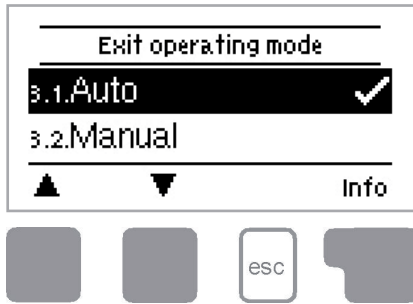 Exit operating mode
3.1.Auto
3.2.Manual
Info
esc